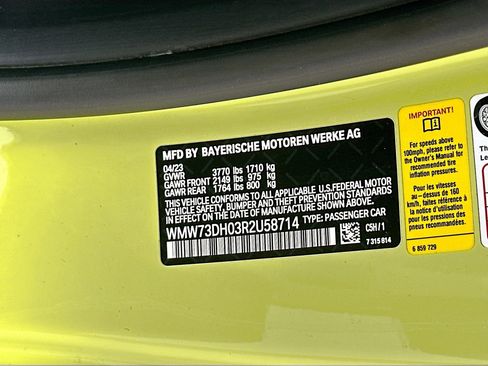 MFD BY BAYERISCHE MOTOREN WERKE AG
04/23
GVWR 3770 lbs 1710 kg
GAWR FRONT 2149 lbs 975 kg
GAWR REAR 1764 lbs 800 kg
THIS VEHICLE CONFORMS TO ALL APPLICABLE U.S.FEDERAL MOTOR
VEHICLE SAFETY, BUMPER, AND THEFT PREVENTION STANDARDS
IN EFFECT ON THE DATE OF MANUFACTURE SHOWN ABOVE.
WMW73DH03R2U58714 TYPE: PASSENGER CAR
C5H/1
7 315 814
IMPORTANT!
For speeds above
100mph, please refer to
the Owner's Manual for
recommended tire
inflation pressures.
En cas de vitesses
au-dessus de 160
km/h, faites référence
à la notice
d'utilisation pour les
pressions des pneus
recommandées.
6 859 729